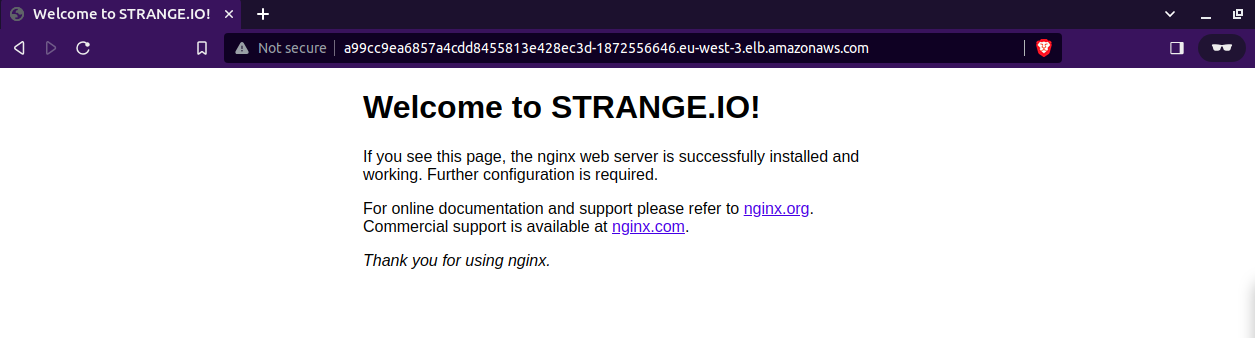 Welcome to STRANGE.IO!
Not secure a99cc9ea6857a4cdd8455813e428ec3d-1872556646.eu-west-3.elb.amazonaws.com
Welcome to STRANGE.IO!
If you see this page, the nginx web server is successfully installed and
working. Further configuration is required.
For online documentation and support please refer to nginx.org.
Commercial support is available at nginx.com.
Thank you for using nginx.